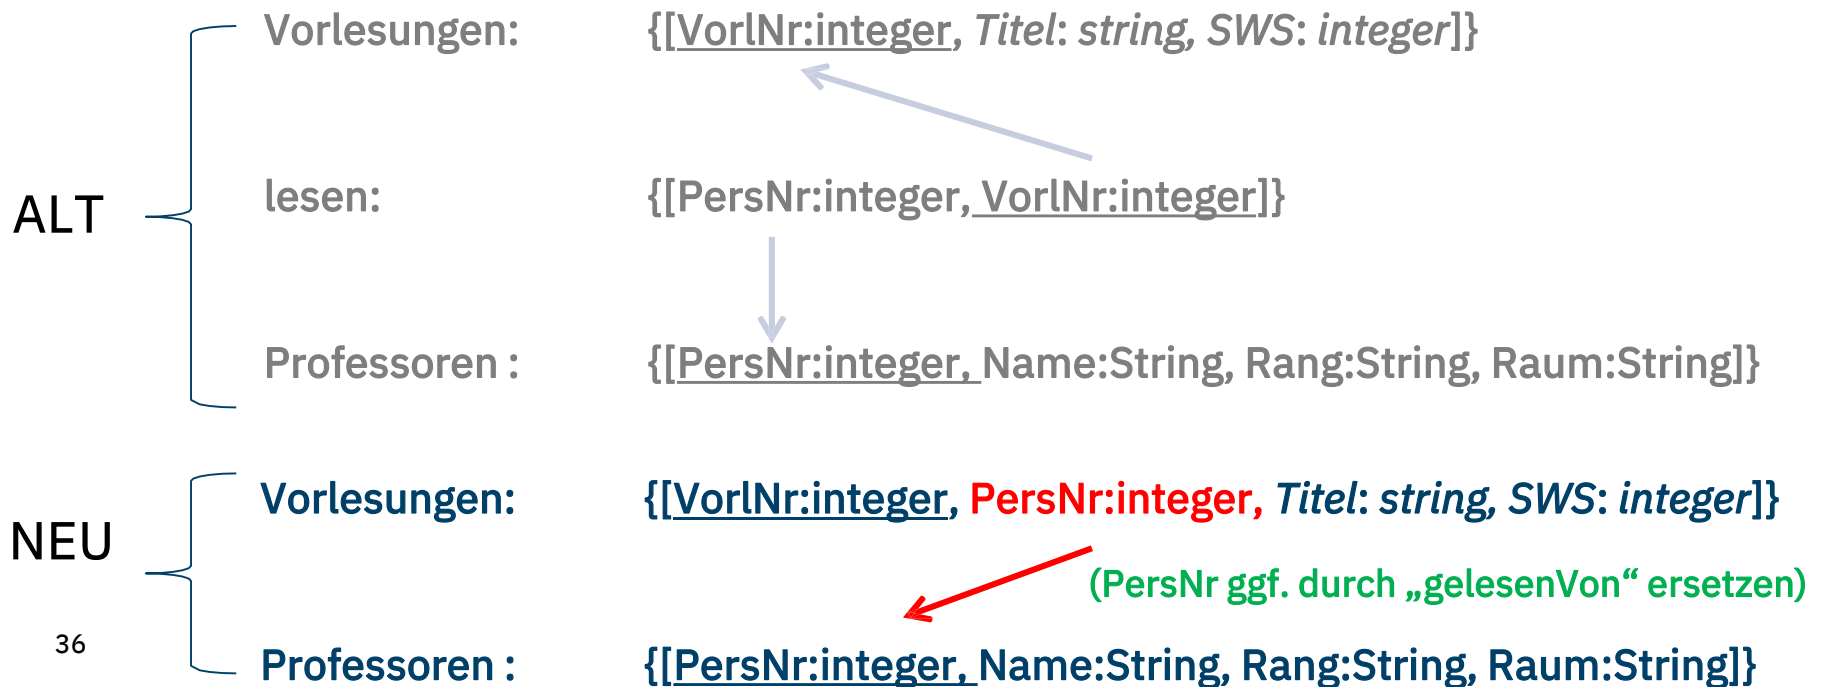 Vorlesungen: {[VorlNr:integer, Titel: string, SWS: integer]}
ALT
lesen: {[PersNr:integer, VorlNr:integer]}
Professoren : {[PersNr:integer, Name:String, Rang:String, Raum:String]}
Vorlesungen: {[VorlNr:integer, PersNr:integer, Titel: string, SWS: integer]}
NEU
(PersNr ggf. durch „gelesenVon“ ersetzen)
36
Professoren : {[PersNr:integer, Name:String, Rang:String, Raum:String]}